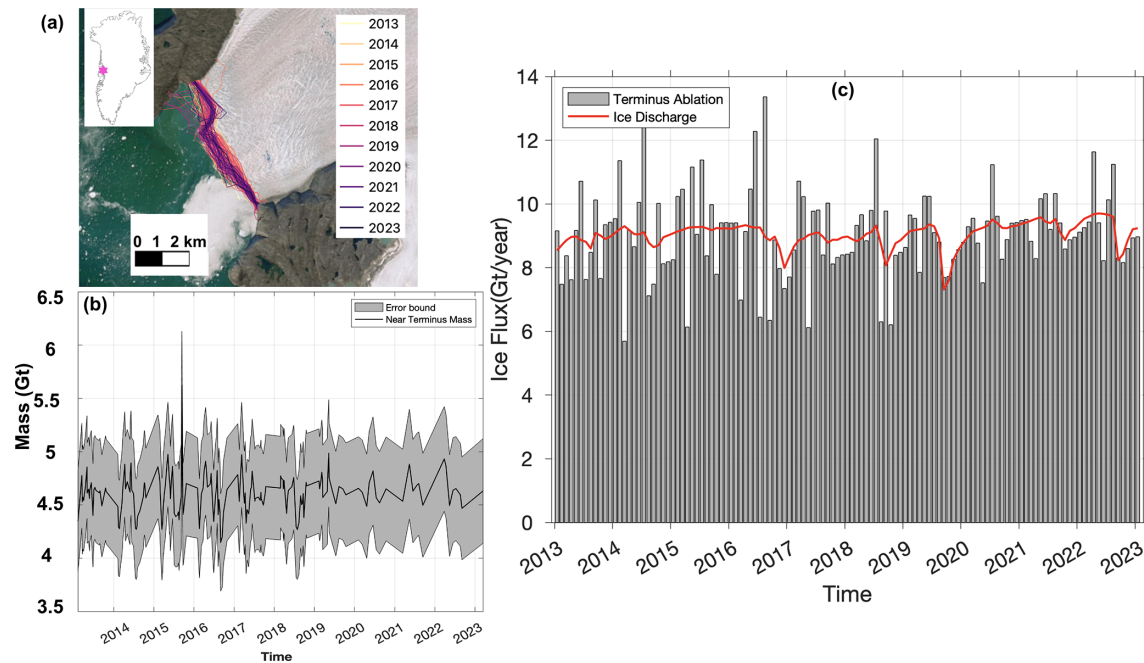 (a)
2013
2014
2015
2016
2017
2018
2019
2020
2021
2022
2023
0 1 2 km
(b)
6.5
6
5.5
5
4.5
4
3.5
Mass (Gt)
Error bound
Near Terminus Mass
2014 2015 2016 2017 2018 2019 2020 2021 2022 2023
Time
(c)
14
12
10
8
6
4
2
0
Ice Flux(Gt/year)
Terminus Ablation
Ice Discharge
2013 2014 2015 2016 2017 2018 2019 2020 2021 2022 2023
Time